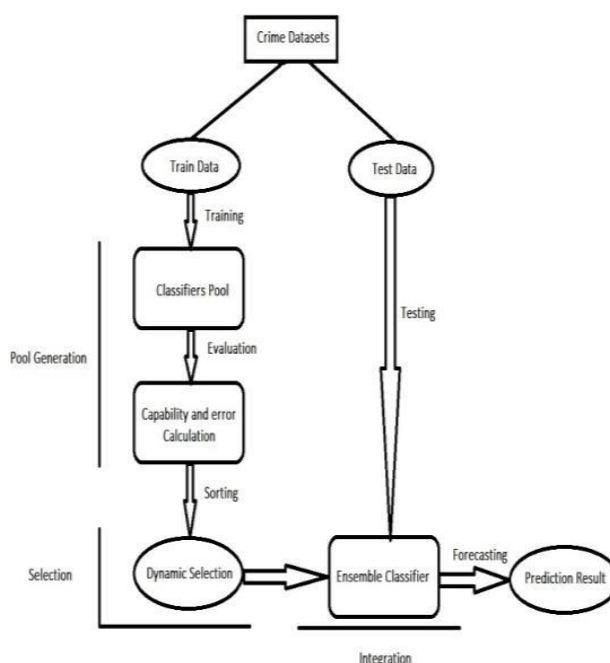 Crime Datasets
Train Data
Test Data
Training
Classifiers Pool
Testing
Evaluation
Pool Generation
Capability and error
Calculation
Sorting
Forecasting
Selection
Dynamic Selection
Ensemble Classifier
Prediction Result
Integration